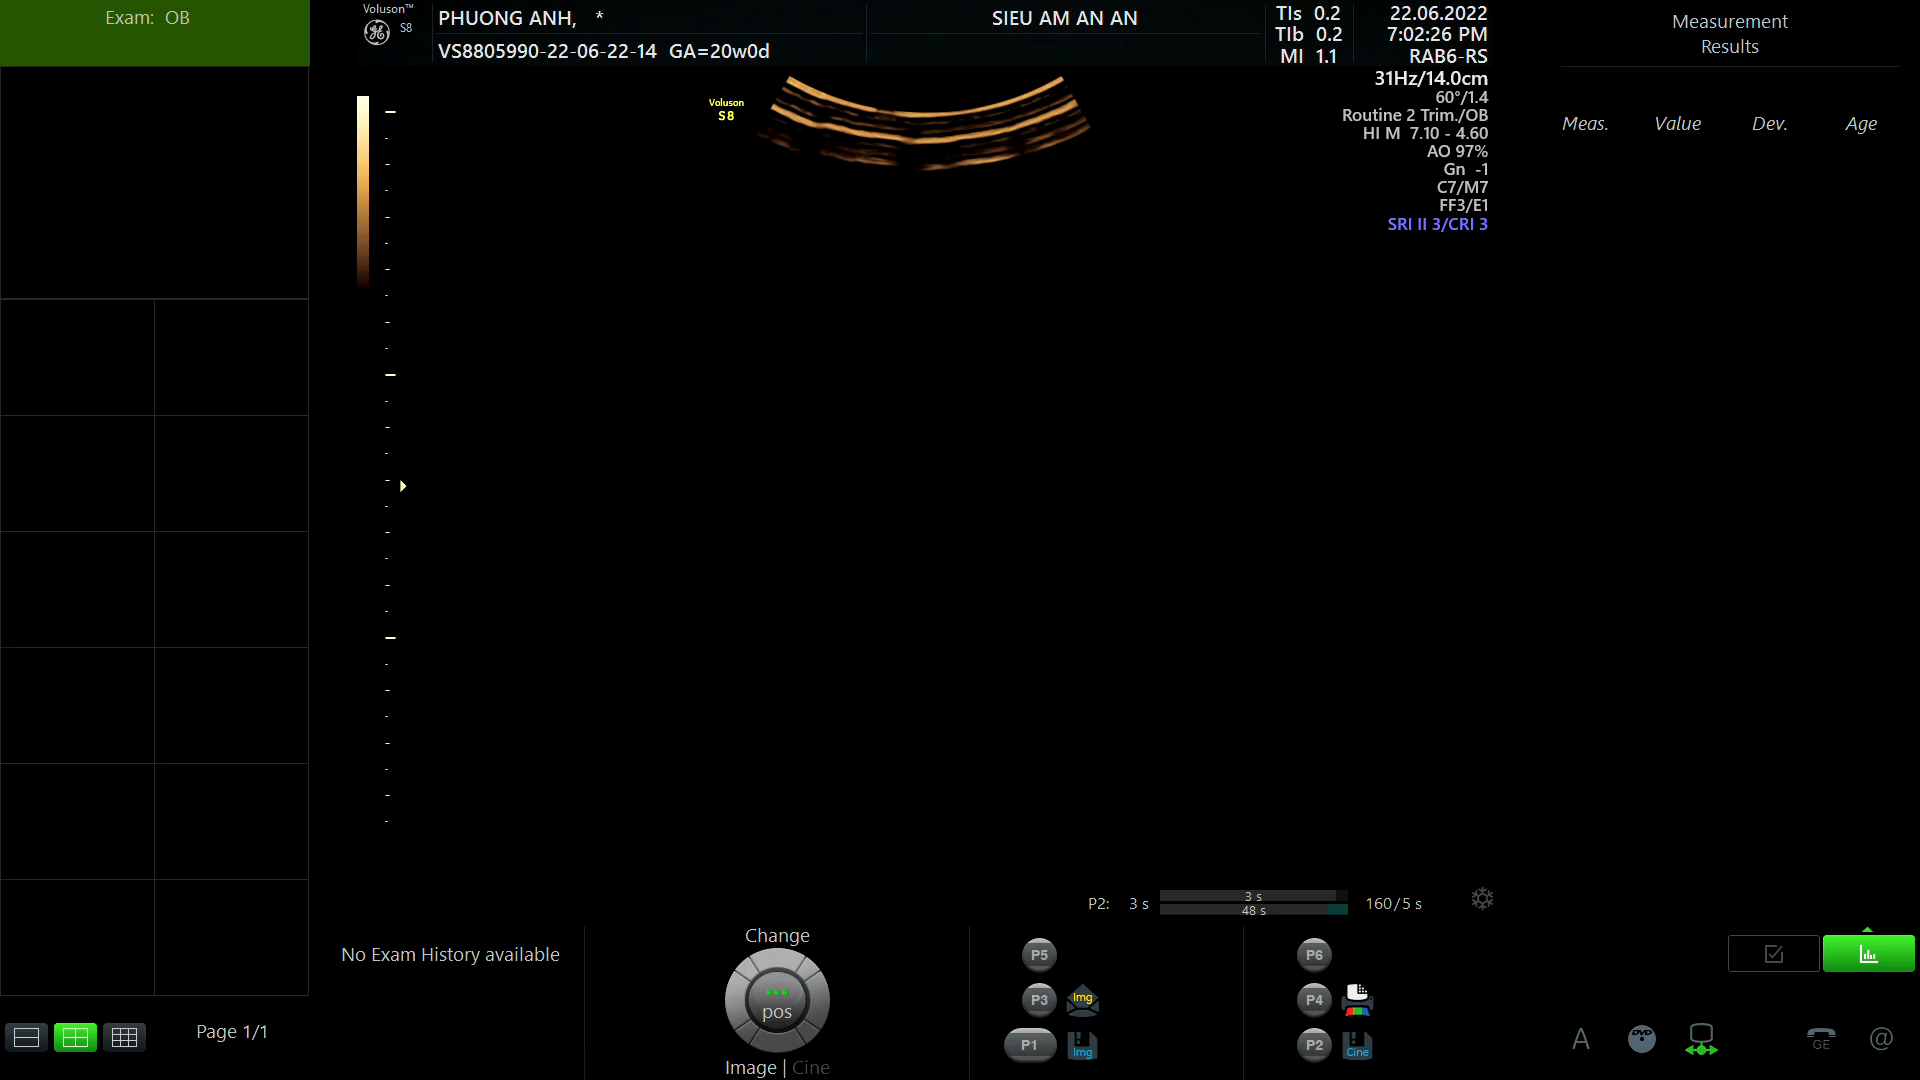 Exam: OB
Voluson™
S8
PHUONG ANH, *
VS8805990-22-06-22-14 GA=20w0d
SIEU AM AN AN
TIs 0.2
TIb 0.2
MI 1.1
22.06.2022
7:02:26 PM
RAB6-RS
31Hz/14.0cm
60°/1.4
Routine 2 Trim./OB
HI M 7.10 - 4.60
AO 97%
Gn -1
C7/M7
FF3/E1
SRI II 3/CRI 3
Voluson
S8
Measurement
Results
Meas. Value Dev. Age
P2: 3 s 3 s 160/5 s
48 s
No Exam History available
Change
pos
Image | Cine
P5
P3 Img
P1 Img
P6
P4
P2 Cine
Page 1/1
A DVD GE @